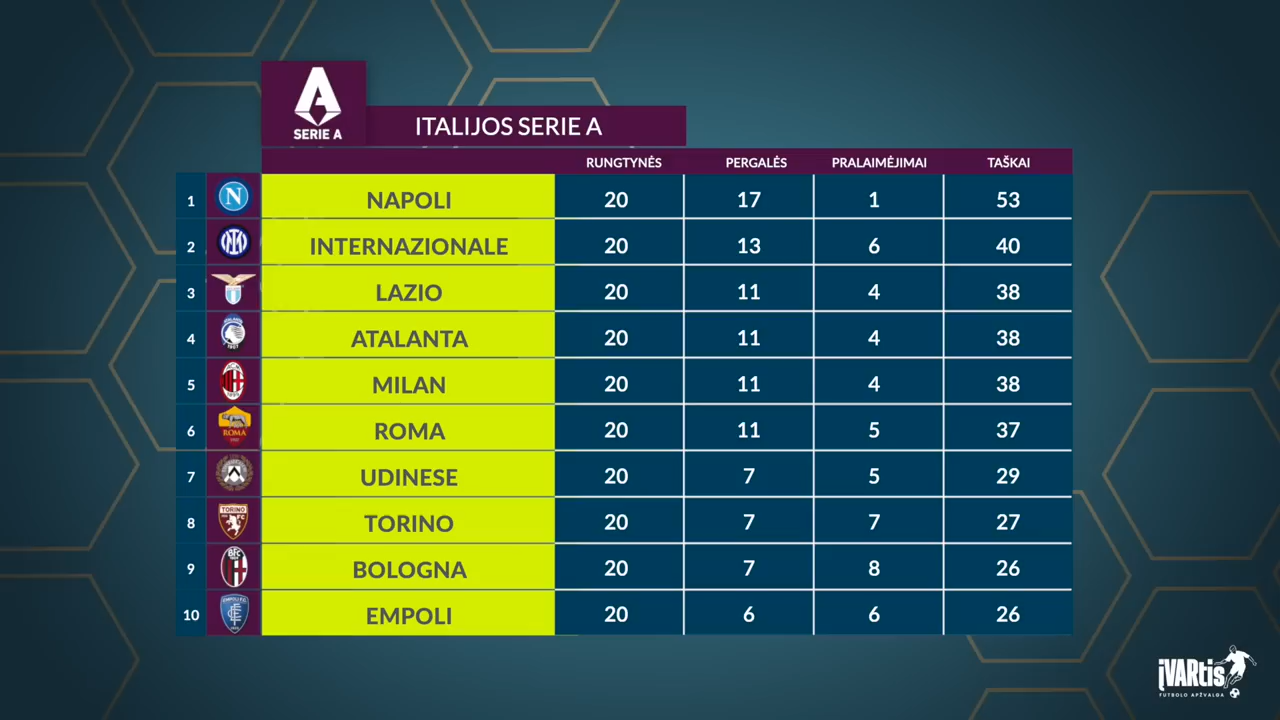 SERIE A
ITALIJOS SERIE A
RUNGTYNĖS PERGALĖS PRALAIMĖJIMAI TAŠKAI
1 N NAPOLI 20 17 1 53
2 INTERNAZIONALE 20 13 6 40
3 LAZIO 20 11 4 38
4 ATALANTA 20 11 4 38
5 MILAN 20 11 4 38
6 ROMA ROMA 20 11 5 37
7 UDINESE 20 7 5 29
8 TORINO TORINO 20 7 7 27
9 BFC BOLOGNA 20 7 8 26
10 EMPOLI 20 6 6 26
įVARtis
FUTBOLO APŽVALGA